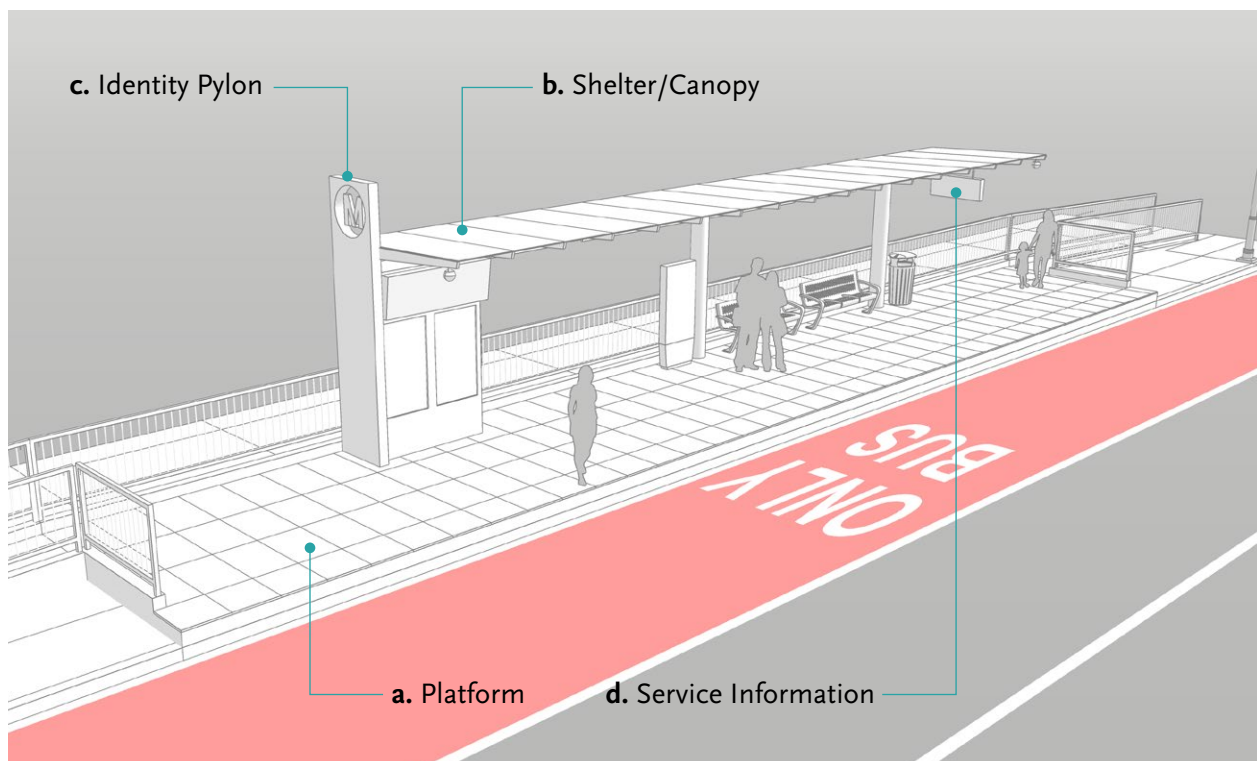 c. Identity Pylon
b. Shelter/Canopy
M
ONLY
BUS
a. Platform
d. Service Information